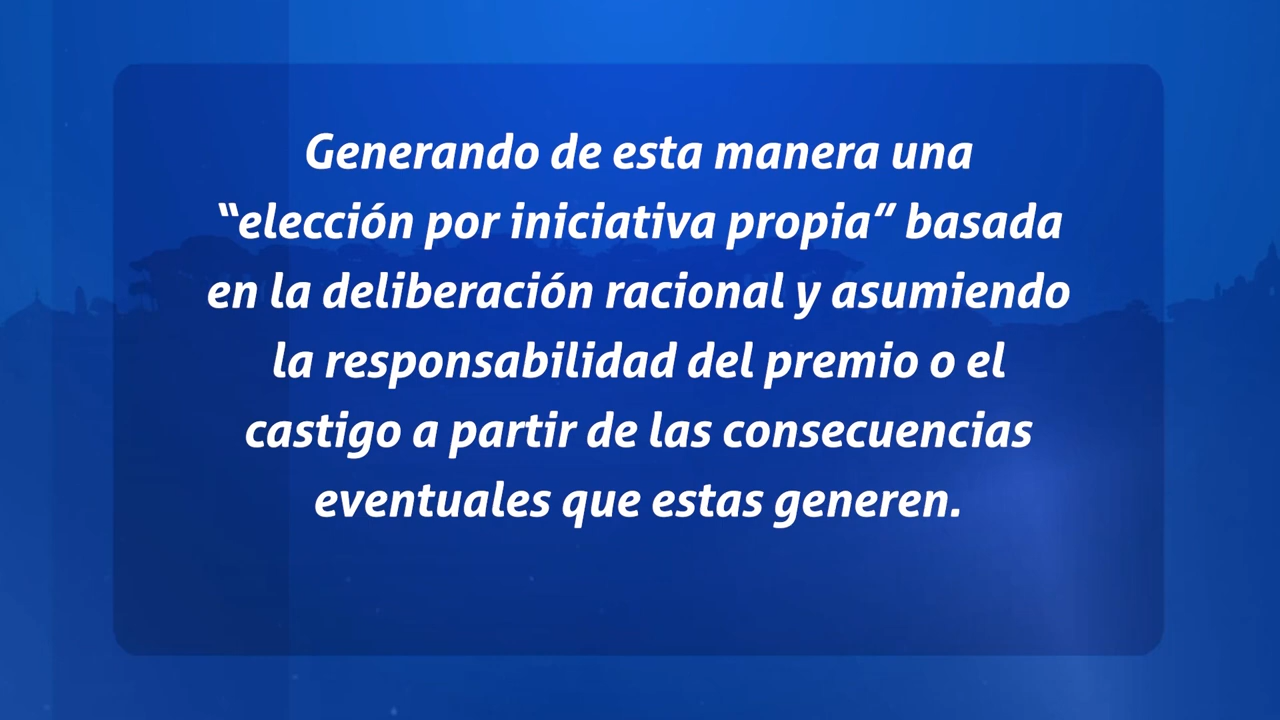 Generando de esta manera una
“elección por iniciativa propia” basada
en la deliberación racional y asumiendo
la responsabilidad del premio o el
castigo a partir de las consecuencias
eventuales que estas generen.